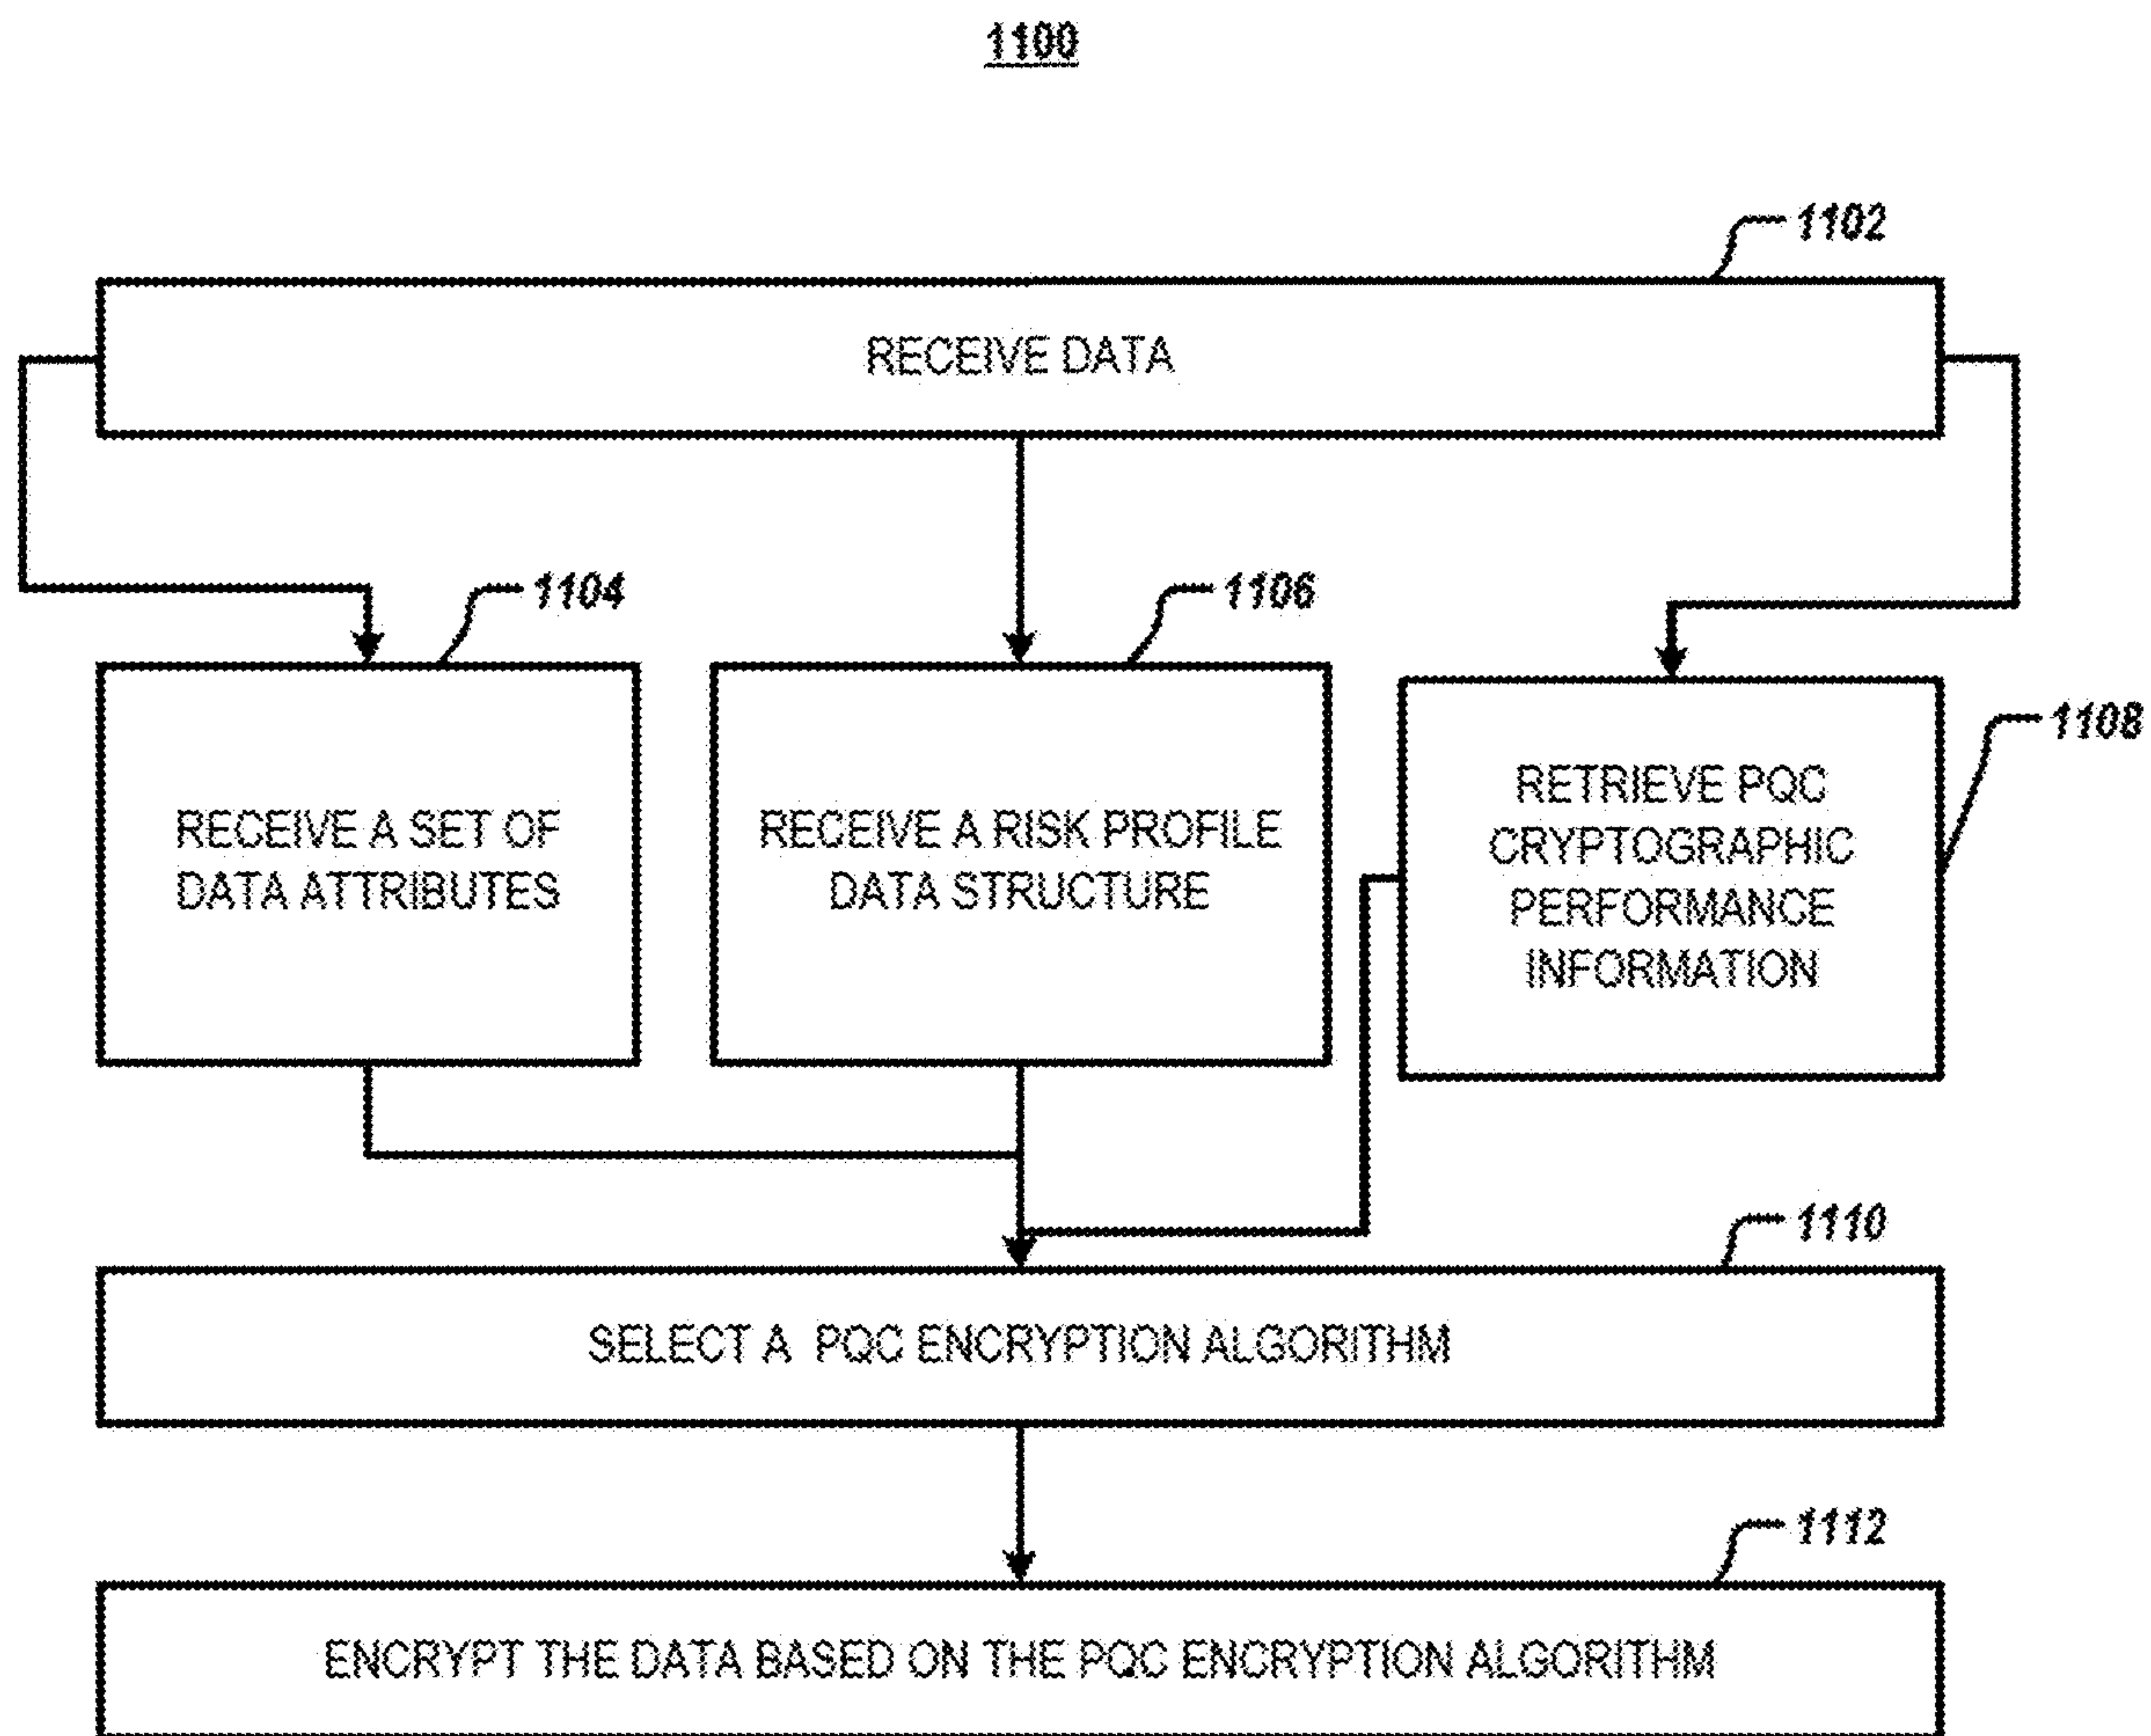 1100
1102
RECEIVE DATA
1104
1106
1108
RECEIVE A SET OF
DATA ATTRIBUTES
RECEIVE A RISK PROFILE
DATA STRUCTURE
RETRIEVE PQC
CRYPTOGRAPHIC
PERFORMANCE
INFORMATION
1110
SELECT A PQC ENCRYPTION ALGORITHM
1112
ENCRYPT THE DATA BASED ON THE PQC ENCRYPTION ALGORITHM